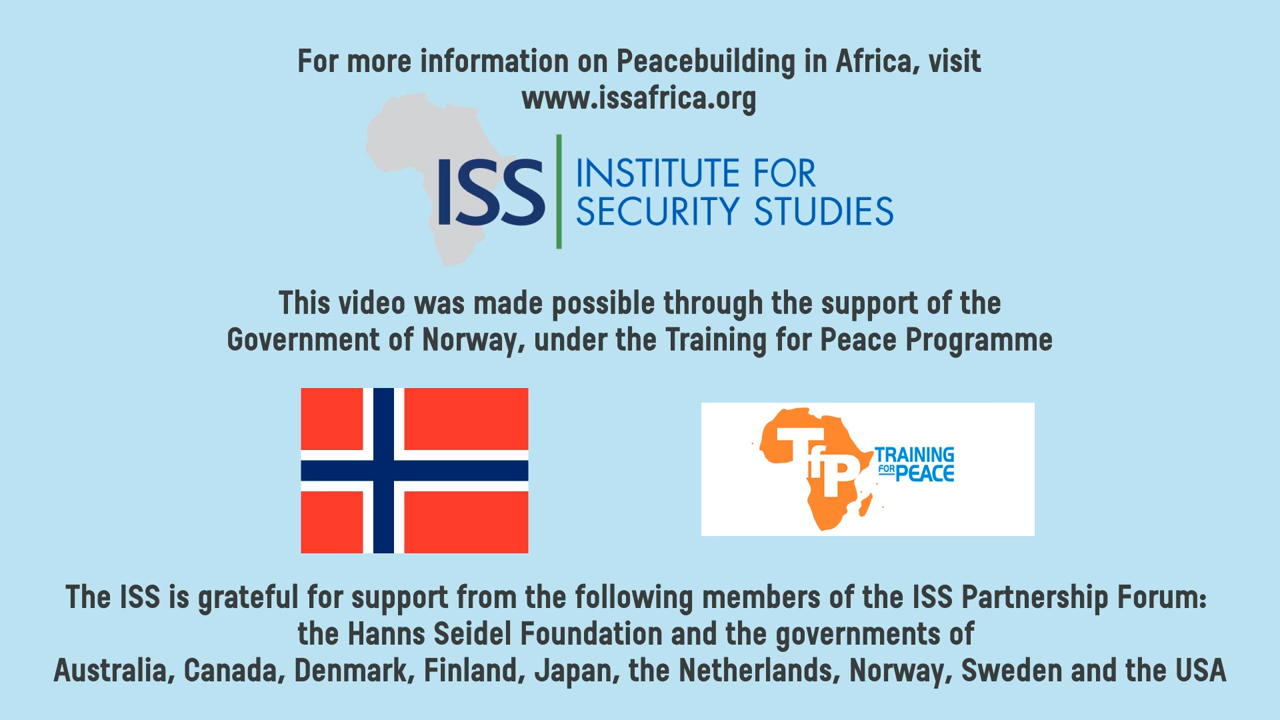 For more information on Peacebuilding in Africa, visit
www.issafrica.org
ISS
INSTITUTE FOR
SECURITY STUDIES
This video was made possible through the support of the
Government of Norway, under the Training for Peace Programme
TfP
TRAINING
FOR PEACE
The ISS is grateful for support from the following members of the ISS Partnership Forum:
the Hanns Seidel Foundation and the governments of
Australia, Canada, Denmark, Finland, Japan, the Netherlands, Norway, Sweden and the USA